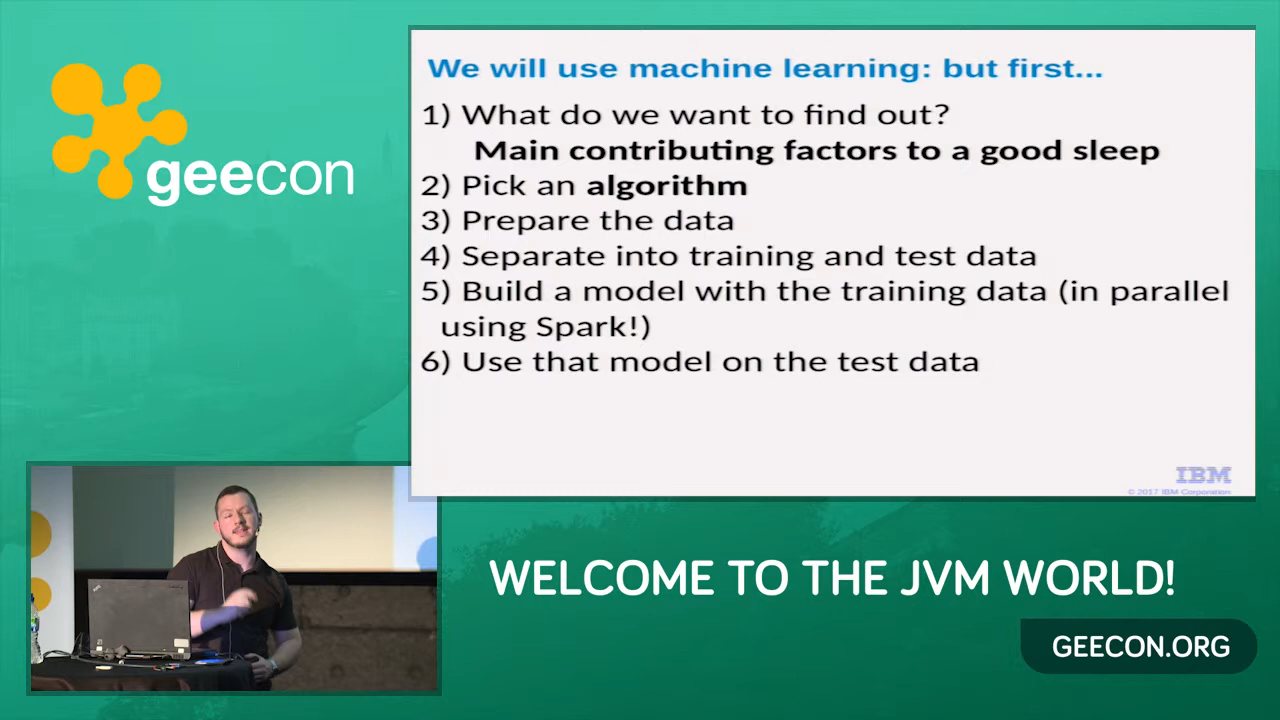 geecon
We will use machine learning: but first...
1) What do we want to find out?
Main contributing factors to a good sleep
2) Pick an algorithm
3) Prepare the data
4) Separate into training and test data
5) Build a model with the training data (in parallel
using Spark!)
6) Use that model on the test data
IBM
© 2017 IBM Corporation
WELCOME TO THE JVM WORLD!
GEECON.ORG